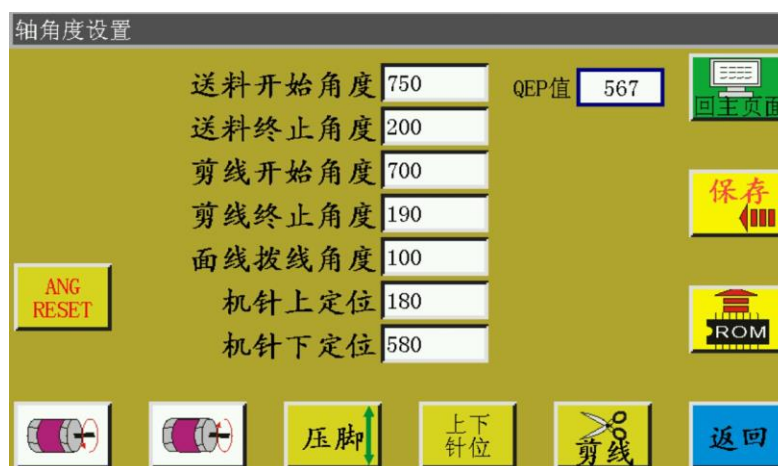 轴角度设置
送料开始角度 750 QEP值 567
回主页面
送料终止角度 200
剪线开始角度 700
保存
剪线终止角度 190
面线拨线角度 100
ANG
RESET
机针上定位 180
ROM
机针下定位 580
压脚
上下
针位
剪线
返回